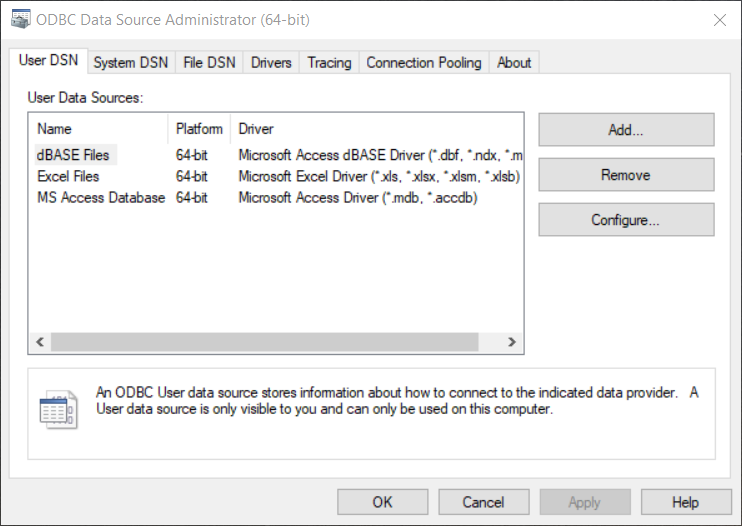 ODBC Data Source Administrator (64-bit)
User DSN System DSN File DSN Drivers Tracing Connection Pooling About
User Data Sources:
Name Platform Driver
dBASE Files 64-bit Microsoft Access dBASE Driver (*.dbf, *.ndx, *.m
Excel Files 64-bit Microsoft Excel Driver (*.xls, *.xlsx, *.xlsm, *.xlsb)
MS Access Database 64-bit Microsoft Access Driver (*.mdb, *.accdb)
Add...
Remove
Configure...
An ODBC User data source stores information about how to connect to the indicated data provider. A
User data source is only visible to you and can only be used on this computer.
OK Cancel Apply Help